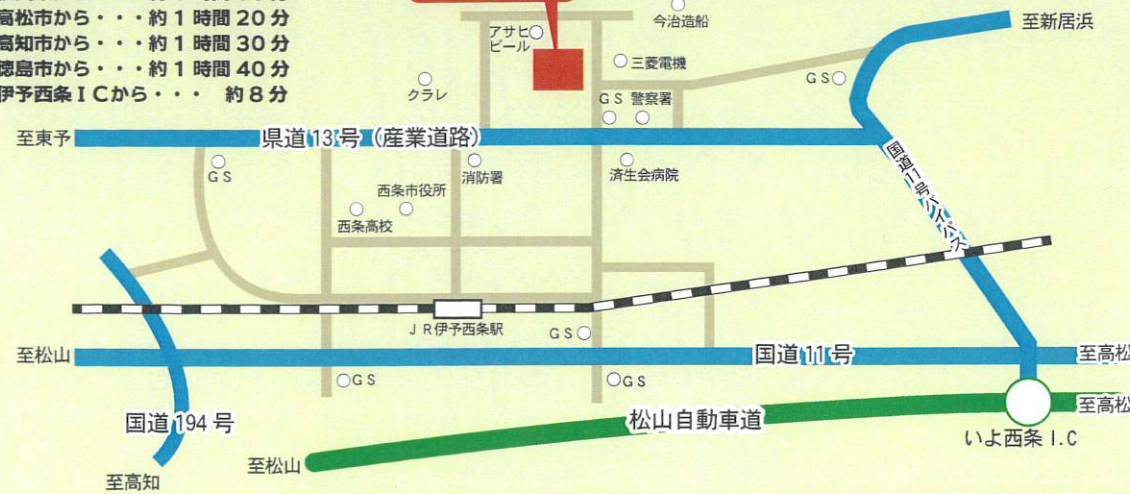 高松市から・・・約1時間20分
高知市から・・・約1時間30分
徳島市から・・・約1時間40分
伊予西条ICから・・・ 約8分
今治造船
至新居浜
アサヒ
ビール
三菱電機
GS
クラレ
GS 警察署
至東予
県道13号(産業道路)
GS
消防署
済生会病院
国道11号バイパス
西条市役所
西条高校
JR伊予西条駅
GS
至松山
国道11号
至高松
GS
GS
至高松
国道194号
松山自動車道
いよ西条 I.C
至松山
至高知